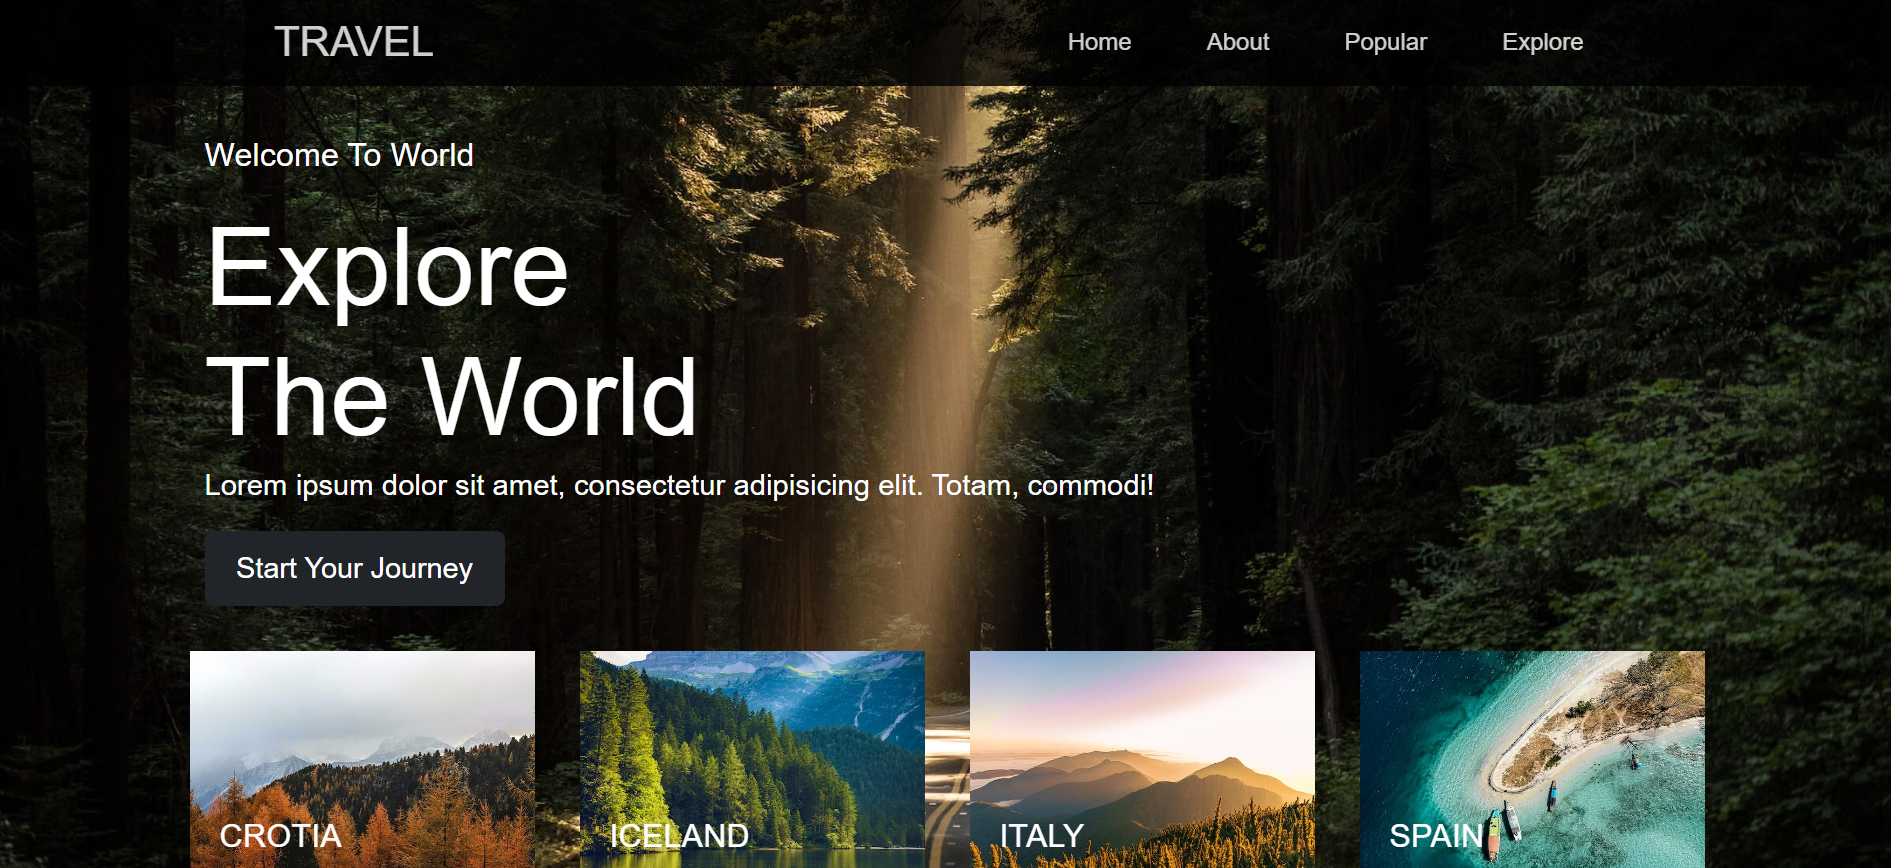 TRAVEL
Home About Popular Explore
Welcome To World
Explore
The World
Lorem ipsum dolor sit amet, consectetur adipisicing elit. Totam, commodi!
Start Your Journey
CROTIA
ICELAND
ITALY
SPAIN